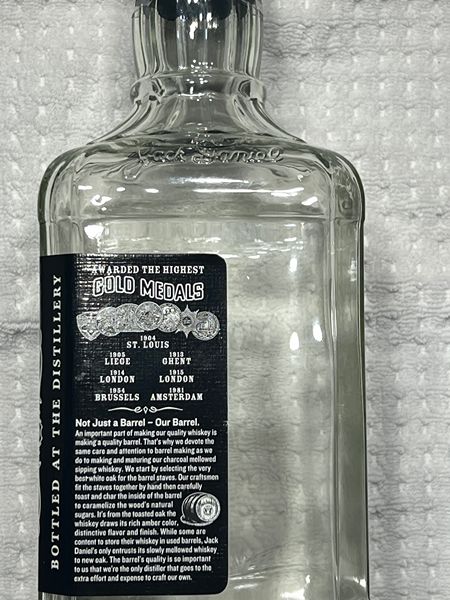 Jack Daniel
AWARDED THE HIGHEST
GOLD MEDALS
1904
ST. LOUIS
1905 1913
LIEGE GHENT
1914 1915
LONDON LONDON
1954 1981
BRUSSELS AMSTERDAM
Not Just a Barrel – Our Barrel.
An important part of making our quality whiskey is
making a quality barrel. That's why we devote the
same care and attention to barrel making as we
do to making and maturing our charcoal mellowed
sipping whiskey. We start by selecting the very
best white oak for the barrel staves. Our craftsmen
fit the staves together by hand then carefully
toast and char the inside of the barrel
to caramelize the wood's natural
sugars. It's from the toasted oak the
whiskey draws its rich amber color,
distinctive flavor and finish. While some are
content to store their whiskey in used barrels, Jack
Daniel's only entrusts its slowly mellowed whiskey
to new oak. The barrel's quality is so important
to us that we're the only distiller that goes to the
extra effort and expense to craft our own.
BOTTLED AT THE DISTILLERY